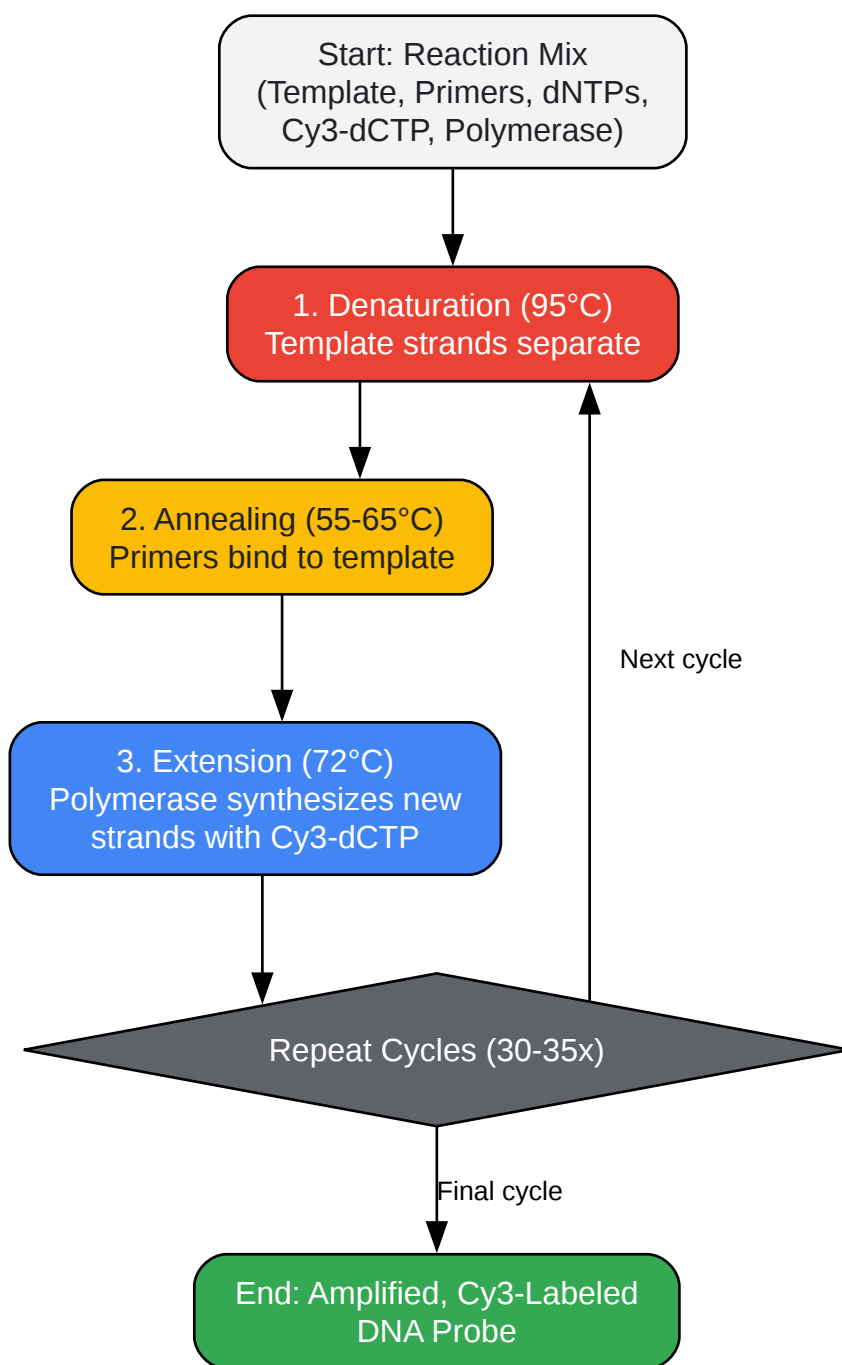 Start: Reaction Mix
(Template, Primers, dNTPs,
Cy3-dCTP, Polymerase)
1. Denaturation (95°C)
Template strands separate
2. Annealing (55-65°C)
Primers bind to template
Next cycle
3. Extension (72°C)
Polymerase synthesizes new
strands with Cy3-dCTP
Repeat Cycles (30-35x)
Final cycle
End: Amplified, Cy3-Labeled
DNA Probe